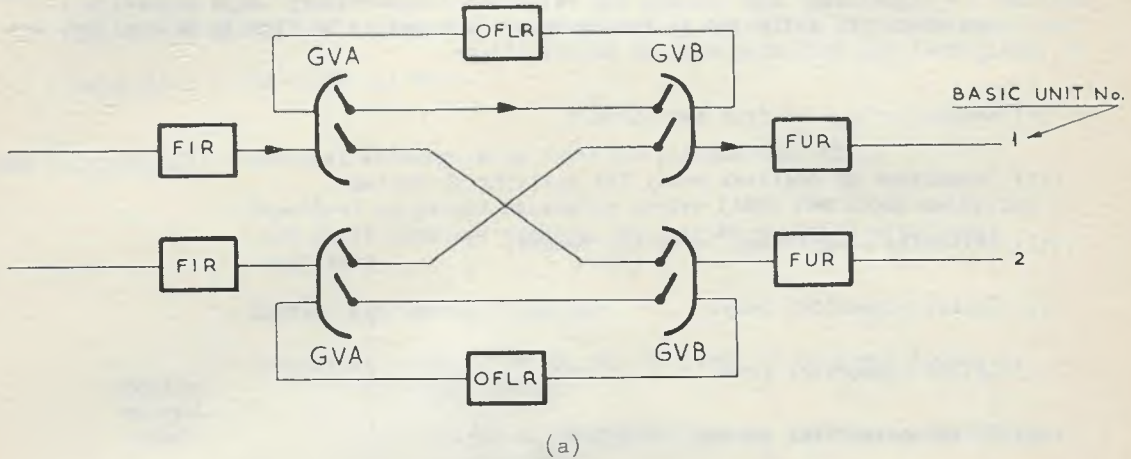 OFLR
GVA GVB
BASIC UNIT No.
FIR FUR 1
FIR FUR 2
GVA GVB
OFLR
(a)